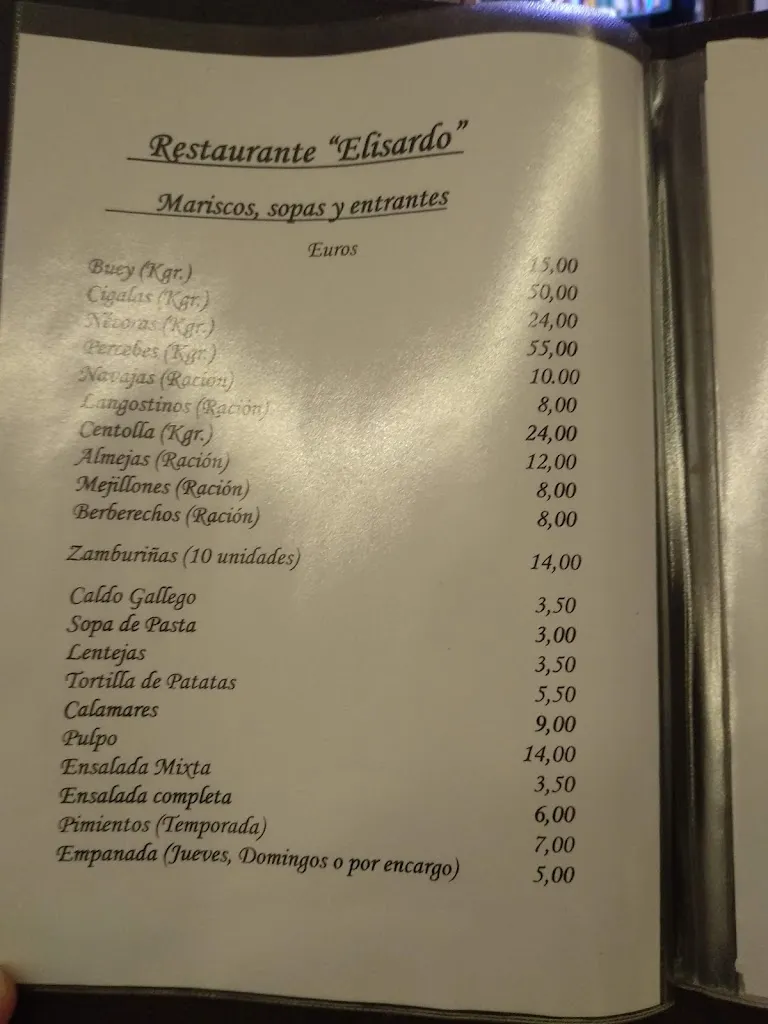 Restaurante “Elisardo”
Mariscos, sopas y entrantes
Euros
Buey (Kgr.) 15,00
Cigalas (Kgr.) 50,00
Nécoras (Kgr.) 24,00
Percebes (Kgr.) 55,00
Navajas (Ración) 10.00
Langostinos (Ración) 8,00
Centolla (Kgr.) 24,00
Almejas (Ración) 12,00
Mejillones (Ración) 8,00
Berberechos (Ración) 8,00
Zamburiñas (10 unidades) 14,00
Caldo Gallego 3,50
Sopa de Pasta 3,00
Lentejas 3,50
Tortilla de Patatas 5,50
Calamares 9,00
Pulpo 14,00
Ensalada Mixta 3,50
Ensalada completa 6,00
Pimientos (Temporada) 7,00
Empanada (Jueves, Domingos o por encargo) 5,00